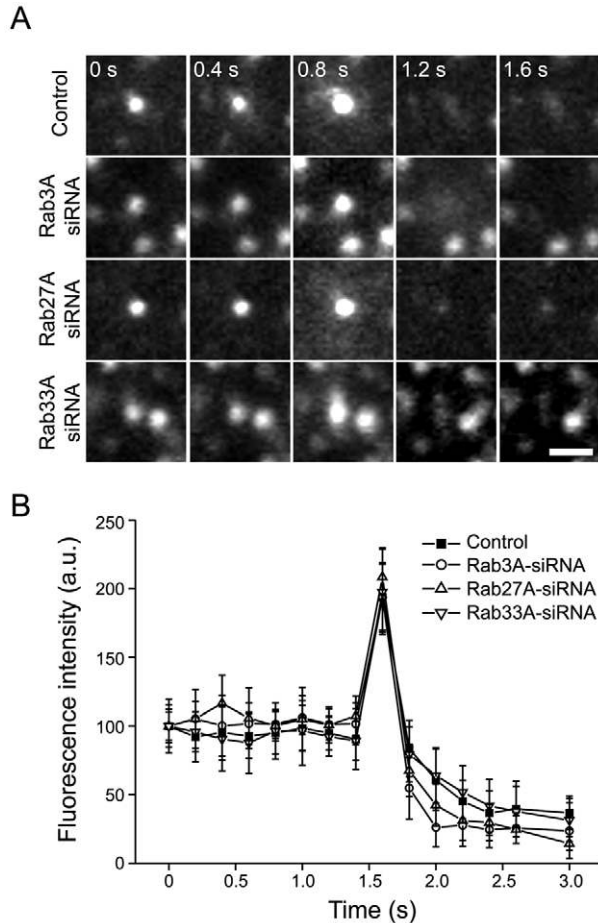 A
0 s 0.4 s 0.8 s 1.2 s 1.6 s
Control
Rab3A
siRNA
Rab27A
siRNA
Rab33A
siRNA
B
Fluorescence intensity (a.u.)
250
200
150
100
50
0
Control
Rab3A-siRNA
Rab27A-siRNA
Rab33A-siRNA
0 0.5 1.0 1.5 2.0 2.5 3.0
Time (s)